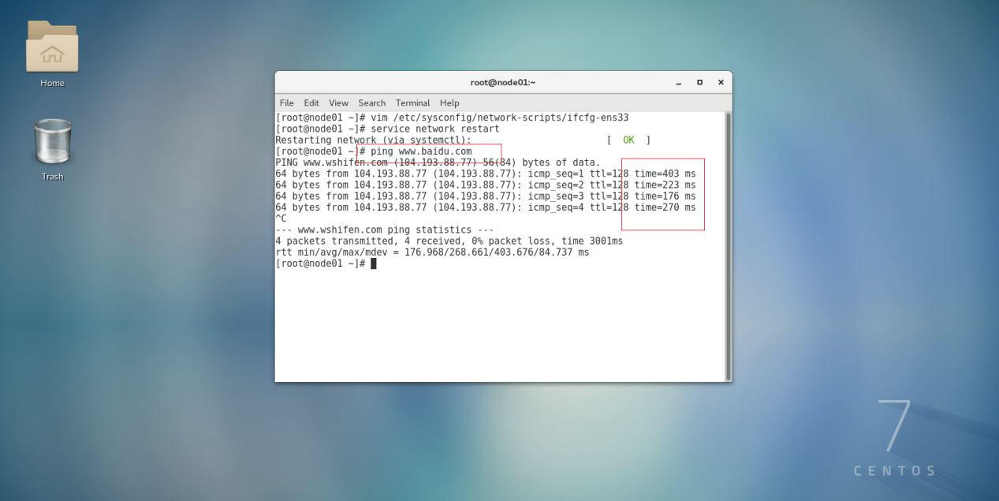 Home
Trash
root@node01:~
File Edit View Search Terminal Help
[root@node01 ~]# vim /etc/sysconfig/network-scripts/ifcfg-ens33
[root@node01 ~]# service network restart
Restarting network (via systemctl):                        [  OK  ]
[root@node01 ~]# ping www.baidu.com
PING www.wshifen.com (104.193.88.77) 56(84) bytes of data.
64 bytes from 104.193.88.77 (104.193.88.77): icmp_seq=1 ttl=128 time=403 ms
64 bytes from 104.193.88.77 (104.193.88.77): icmp_seq=2 ttl=128 time=223 ms
64 bytes from 104.193.88.77 (104.193.88.77): icmp_seq=3 ttl=128 time=176 ms
64 bytes from 104.193.88.77 (104.193.88.77): icmp_seq=4 ttl=128 time=270 ms
^C
--- www.wshifen.com ping statistics ---
4 packets transmitted, 4 received, 0% packet loss, time 3001ms
rtt min/avg/max/mdev = 176.968/268.661/403.676/84.737 ms
[root@node01 ~]#
7
CENTOS